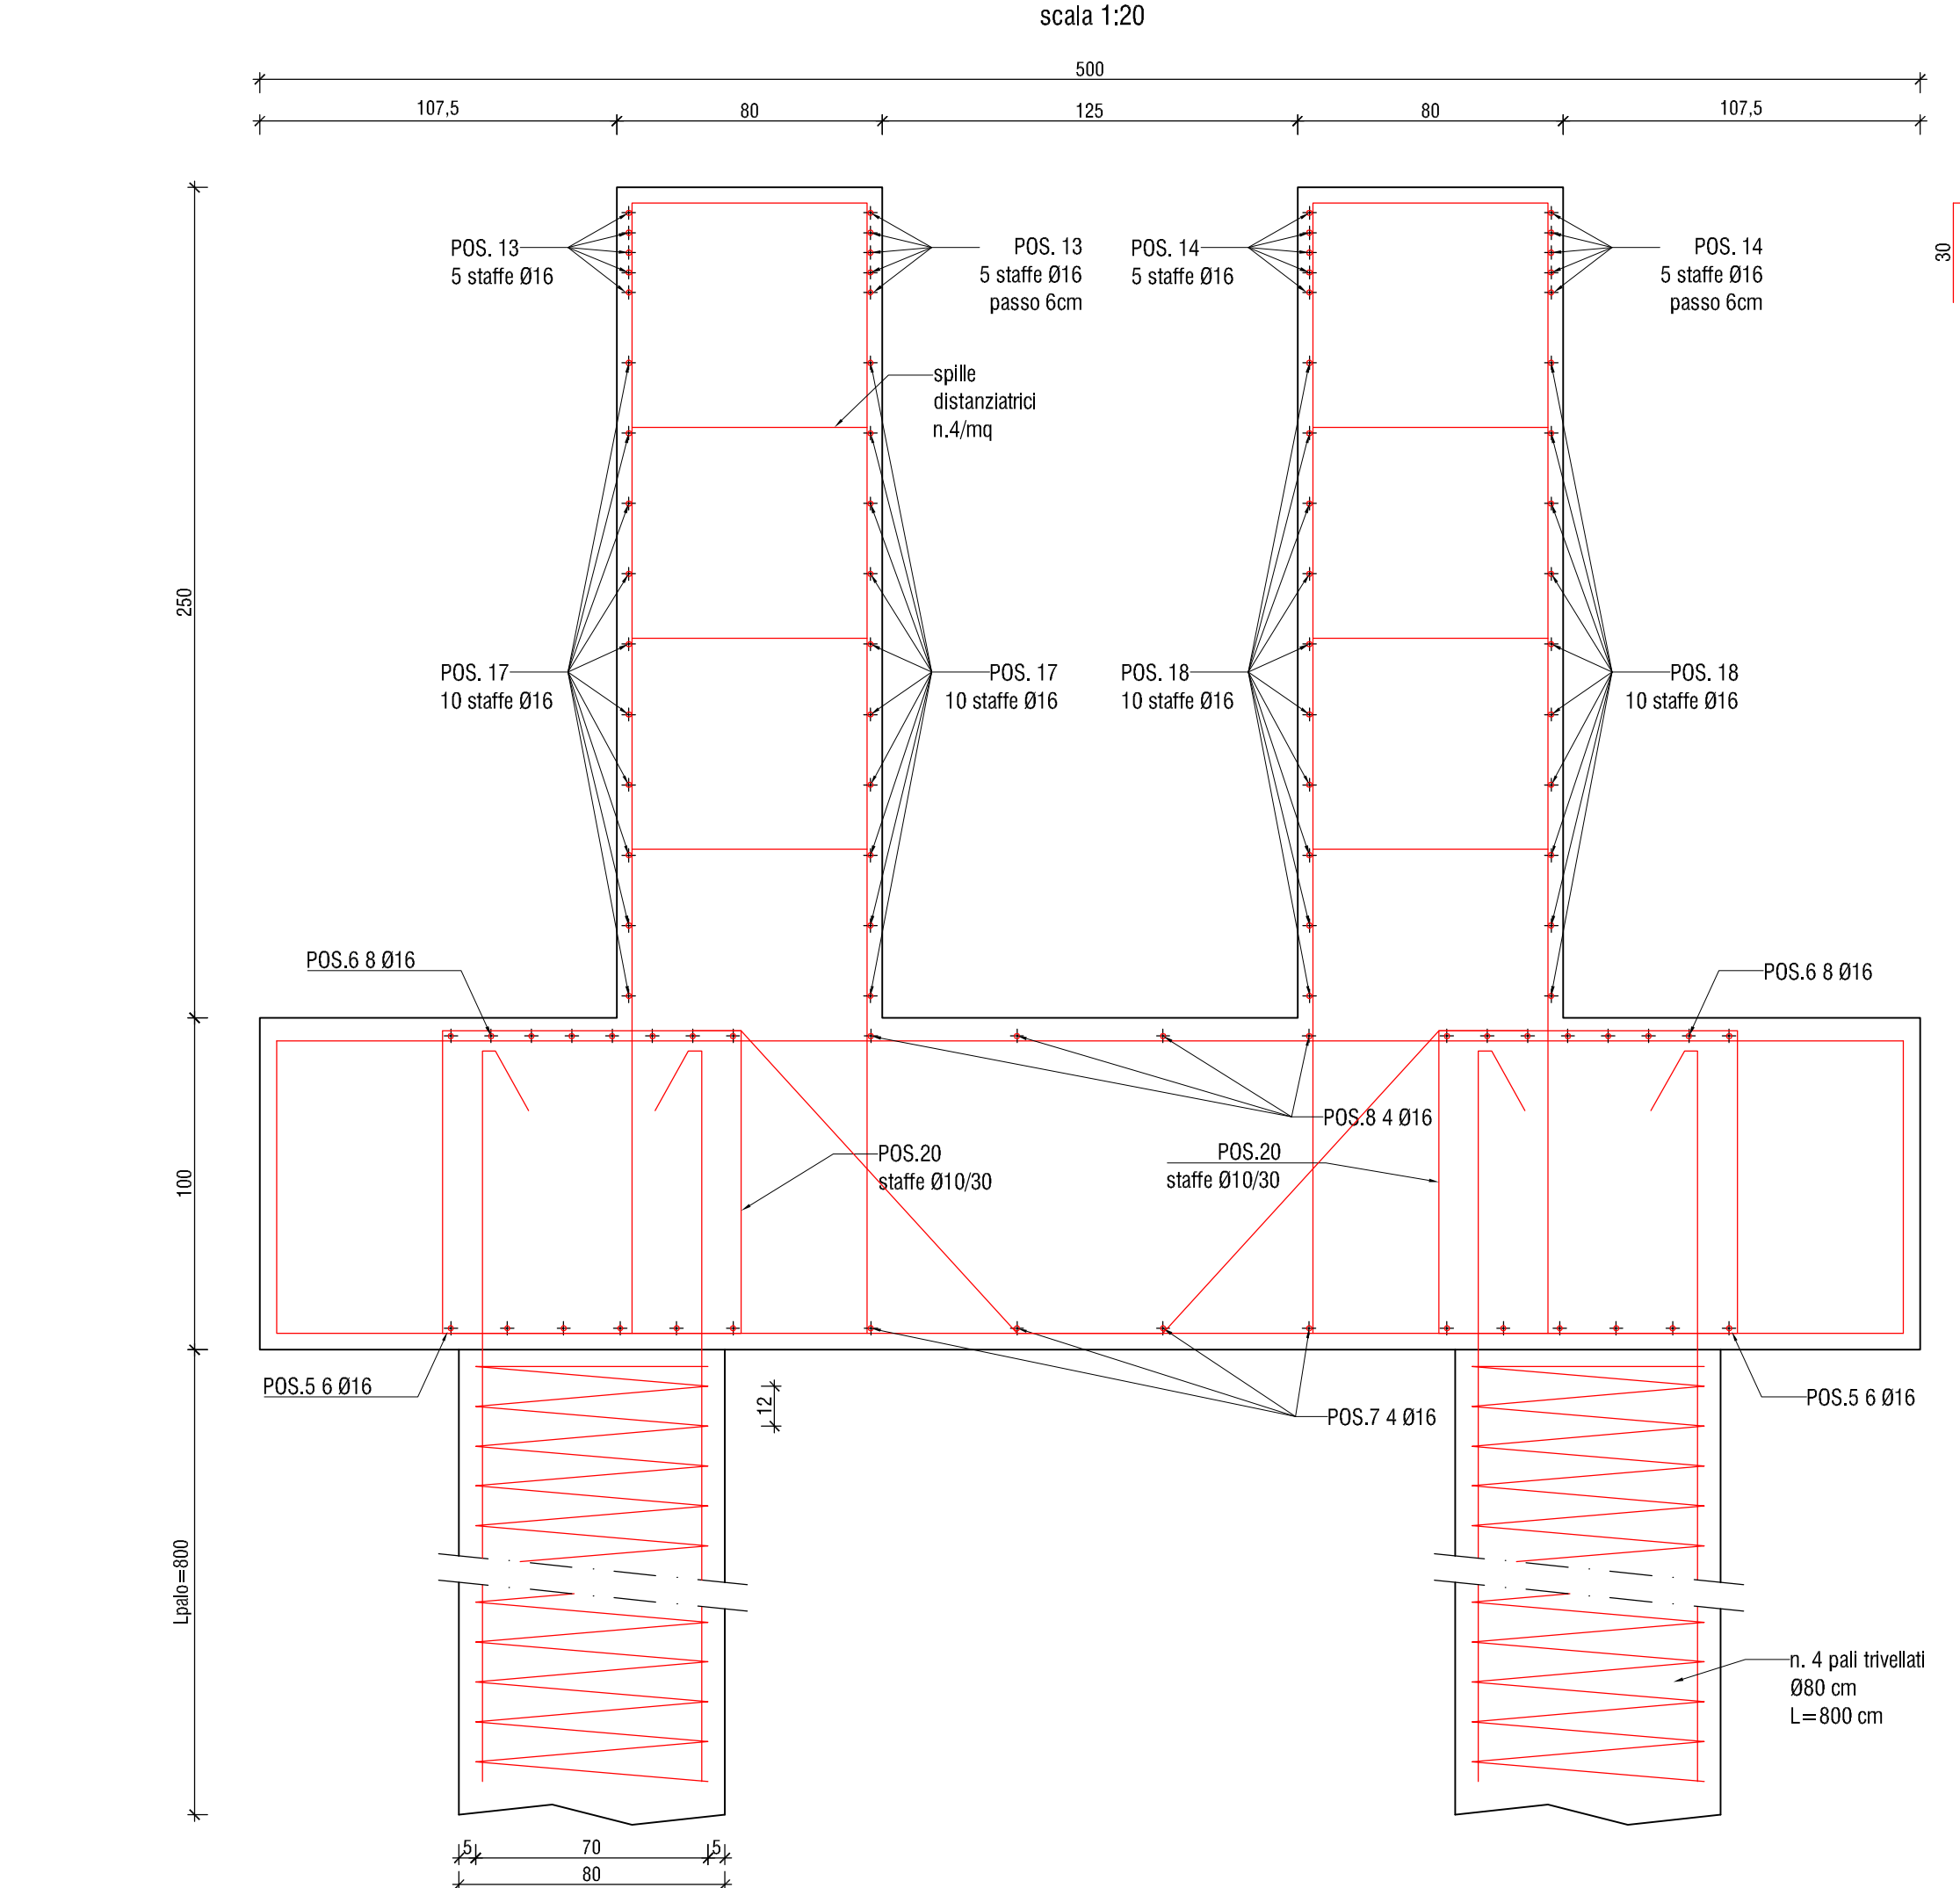 scala 1:20
500
107,5
80
125
80
107,5
POS. 13
5 staffe Ø16
POS. 13
5 staffe Ø16
passo 6cm
POS. 14
5 staffe Ø16
POS. 14
5 staffe Ø16
passo 6cm
30
spille
distanziatrici
n.4/mq
250
POS. 17
10 staffe Ø16
POS. 17
10 staffe Ø16
POS. 18
10 staffe Ø16
POS. 18
10 staffe Ø16
POS.6 8 Ø16
POS.6 8 Ø16
POS.8 4 Ø16
100
POS.20
staffe Ø10/30
POS.20
staffe Ø10/30
POS.5 6 Ø16
12
POS.7 4 Ø16
POS.5 6 Ø16
Lpalo=800
n. 4 pali trivellati
Ø80 cm
L=800 cm
5
70
5
80